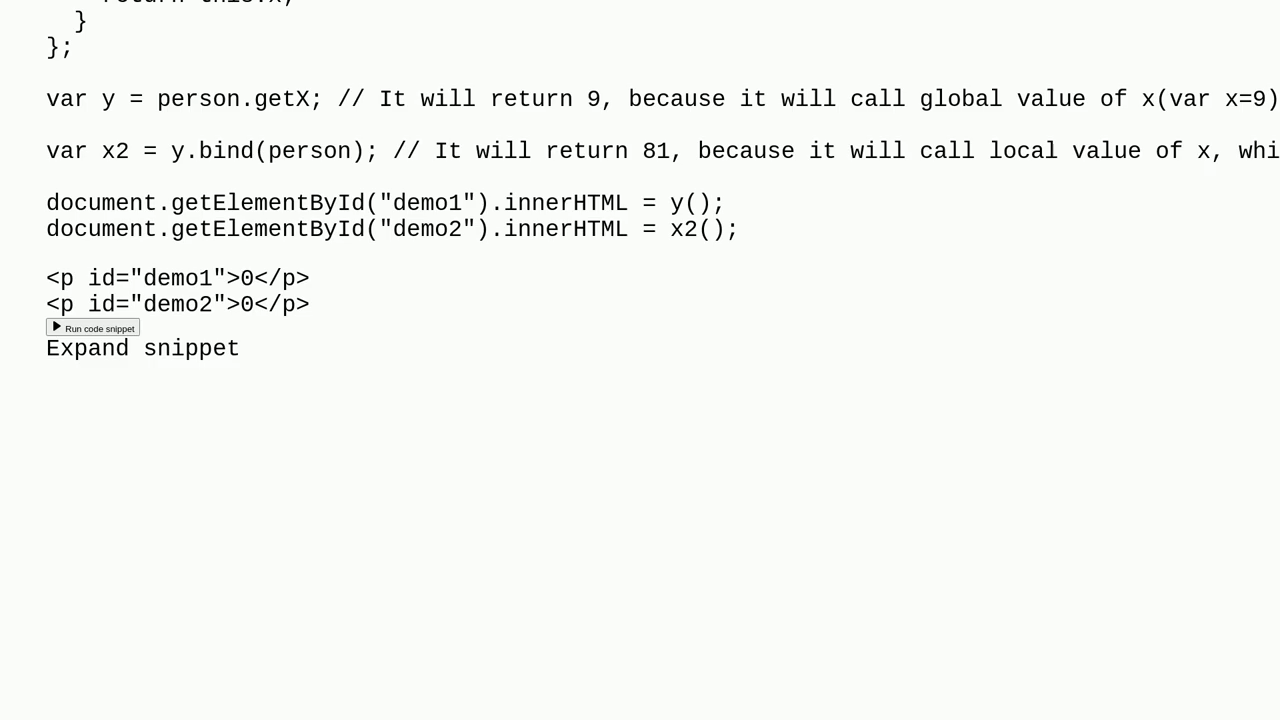 return this.x;
}
};
var y = person.getX; // It will return 9, because it will call global value of x(var x=9)
var x2 = y.bind(person); // It will return 81, because it will call local value of x, whi
document.getElementById("demo1").innerHTML = y();
document.getElementById("demo2").innerHTML = x2();
<p id="demo1">0</p>
<p id="demo2">0</p>
Run code snippet
Expand snippet